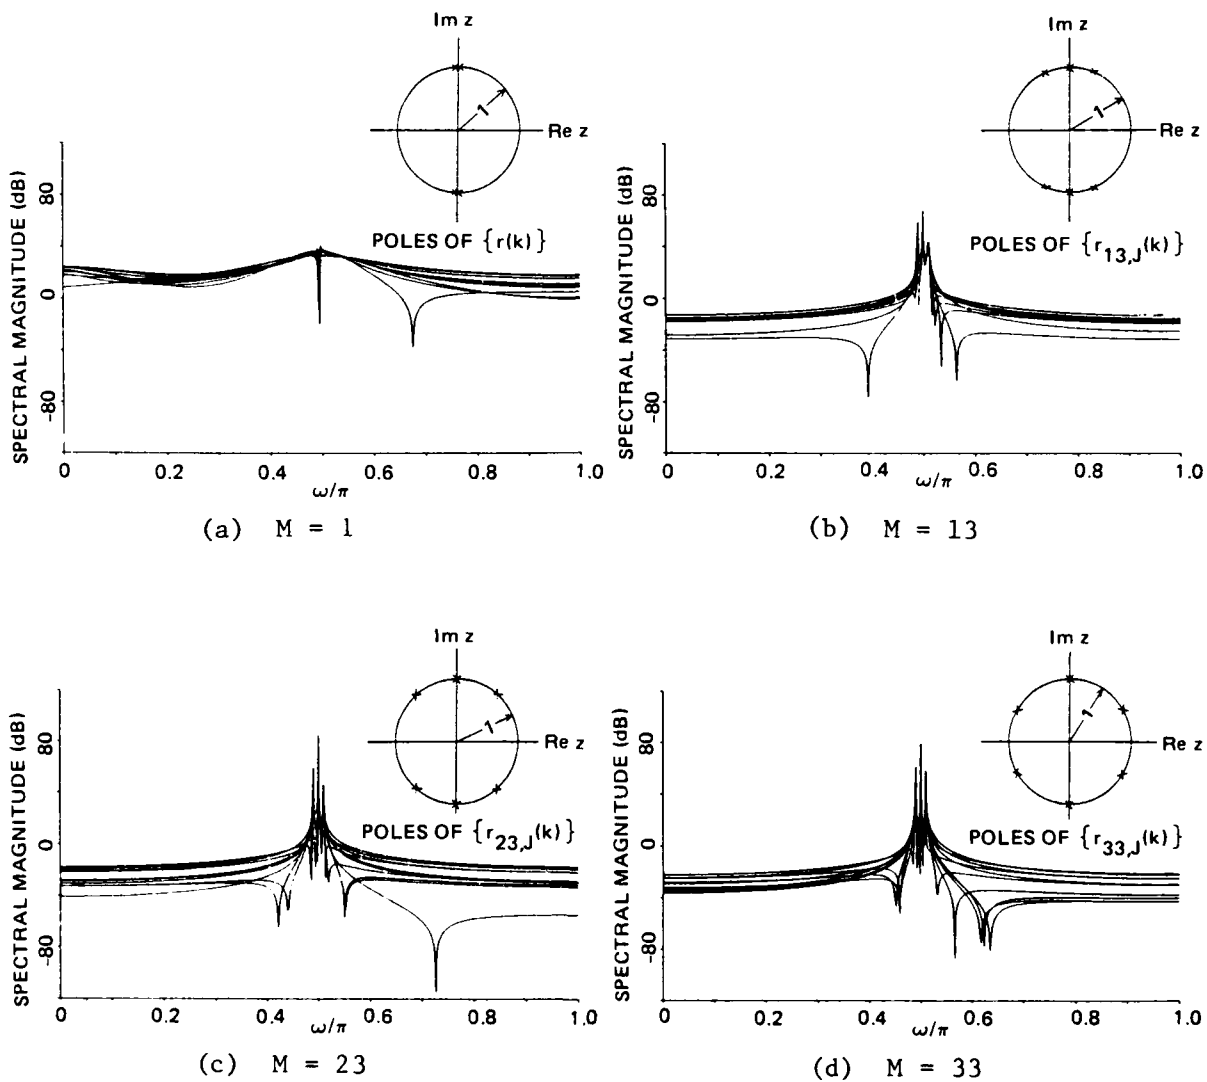 Im z
1
Re z
POLES OF {r(k)}
SPECTRAL MAGNITUDE (dB)
80
0
-80
0 0.2 0.4 0.6 0.8 1.0
ω/π
(a) M = 1
Im z
1
Re z
POLES OF {r₁₃,J(k)}
SPECTRAL MAGNITUDE (dB)
80
0
-80
0 0.2 0.4 0.6 0.8 1.0
ω/π
(b) M = 13
Im z
1
Re z
POLES OF {r₂₃,J(k)}
SPECTRAL MAGNITUDE (dB)
80
0
-80
0 0.2 0.4 0.6 0.8 1.0
ω/π
(c) M = 23
Im z
1
Re z
POLES OF {r₃₃,J(k)}
SPECTRAL MAGNITUDE (dB)
80
0
-80
0 0.2 0.4 0.6 0.8 1.0
ω/π
(d) M = 33